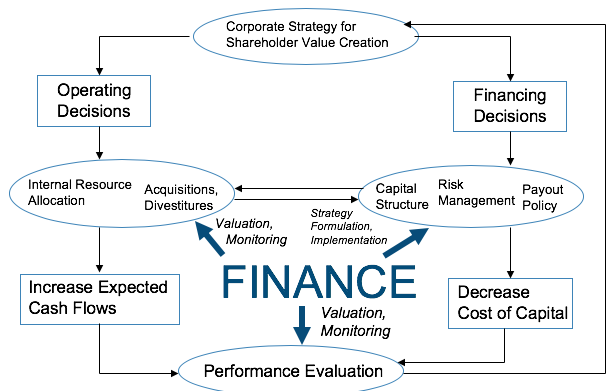 Corporate Strategy for
Shareholder Value Creation
Operating
Decisions
Financing
Decisions
Internal Resource
Allocation
Acquisitions,
Divestitures
Capital
Structure
Risk
Management
Payout
Policy
Valuation,
Monitoring
Strategy
Formulation,
Implementation
FINANCE
Increase Expected
Cash Flows
Valuation,
Monitoring
Decrease
Cost of Capital
Performance Evaluation